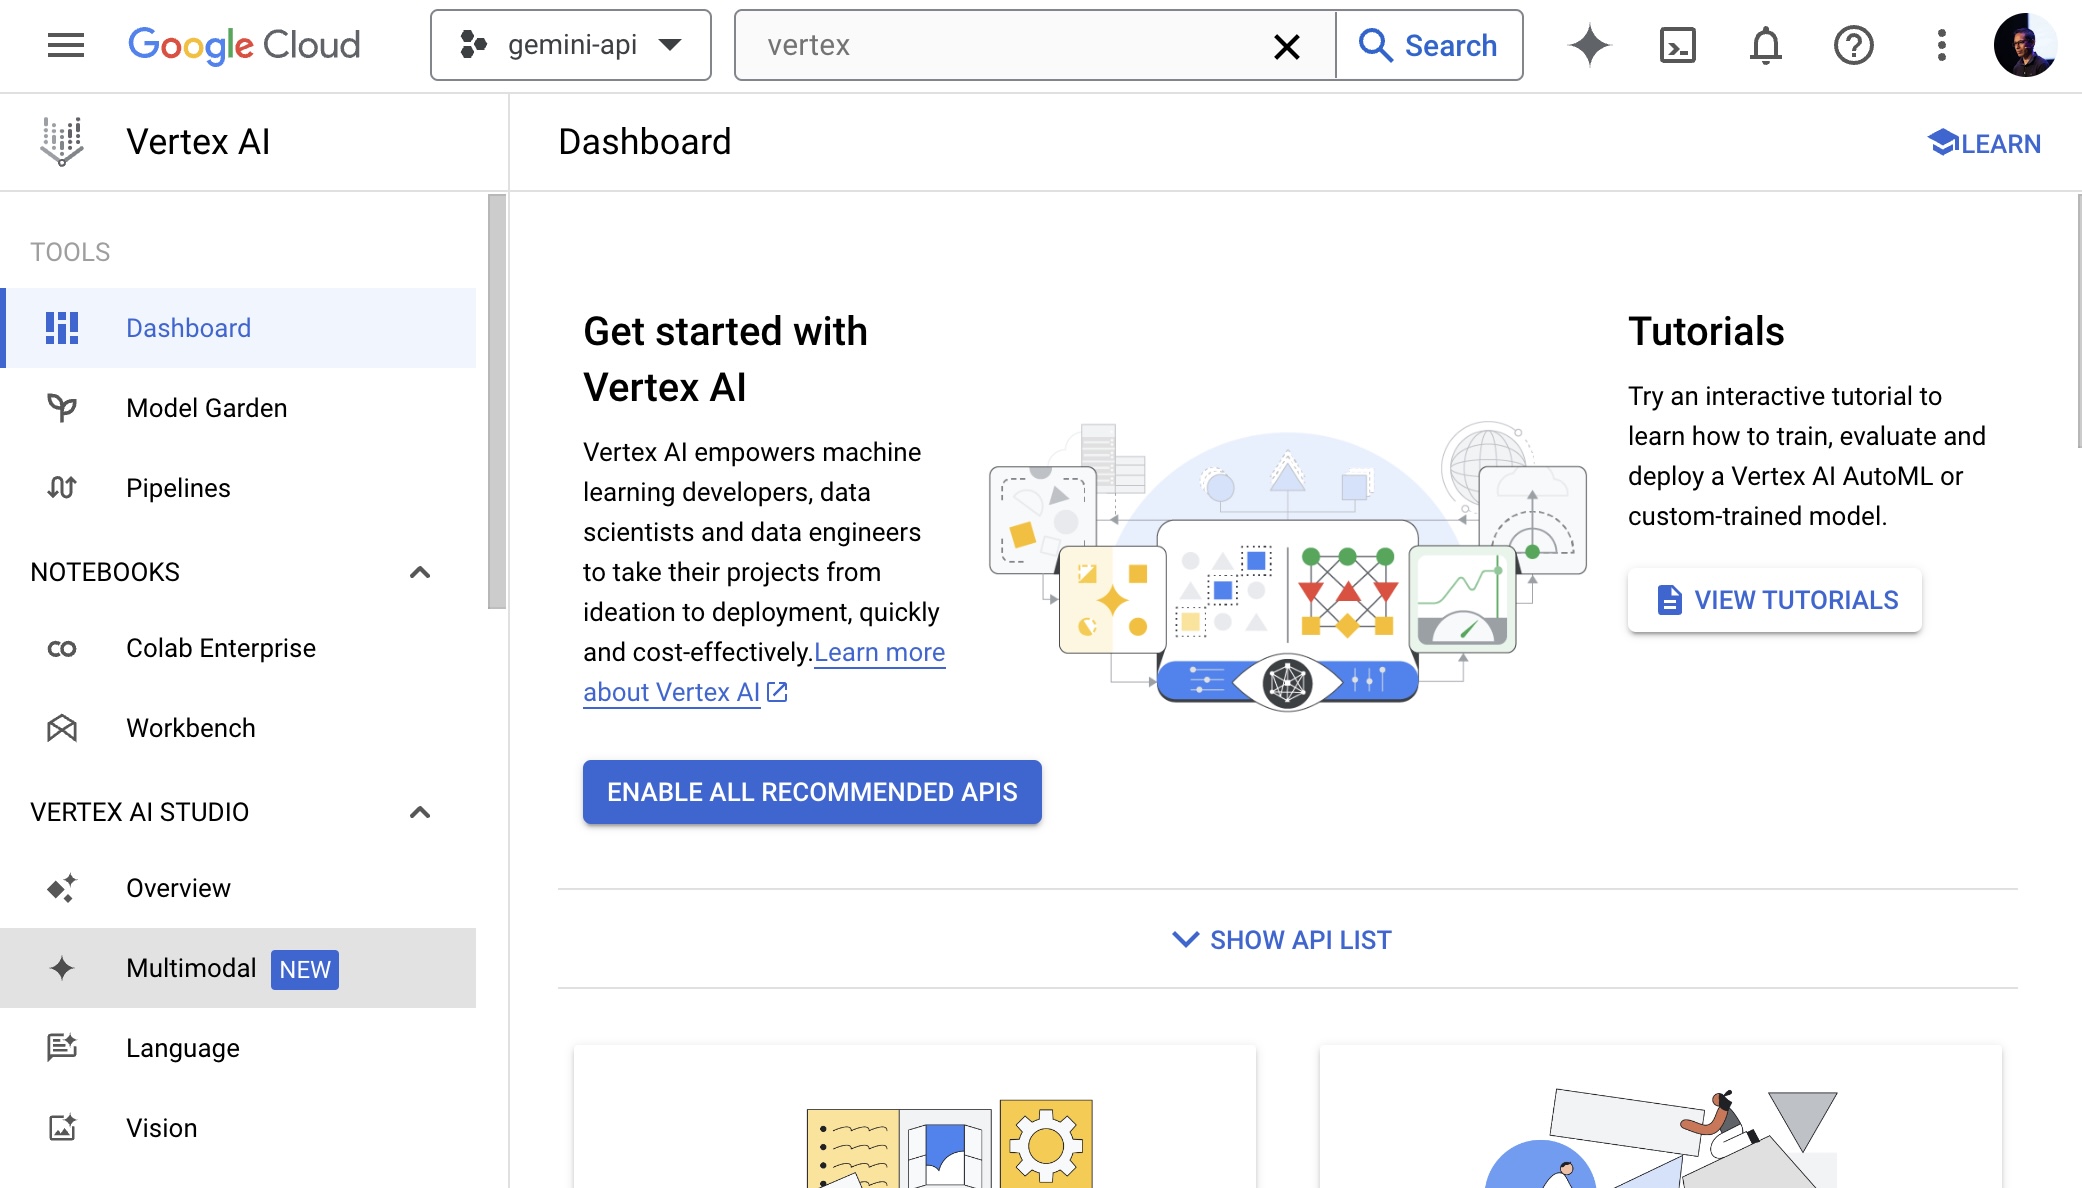 Google Cloud
gemini-api
vertex
Search
Vertex AI
Dashboard
LEARN
TOOLS
Dashboard
Model Garden
Pipelines
NOTEBOOKS
Colab Enterprise
Workbench
VERTEX AI STUDIO
Overview
Multimodal NEW
Language
Vision
Get started with
Vertex AI
Vertex AI empowers machine
learning developers, data
scientists and data engineers
to take their projects from
ideation to deployment, quickly
and cost-effectively.Learn more
about Vertex AI
ENABLE ALL RECOMMENDED APIS
Tutorials
Try an interactive tutorial to
learn how to train, evaluate and
deploy a Vertex AI AutoML or
custom-trained model.
VIEW TUTORIALS
SHOW API LIST